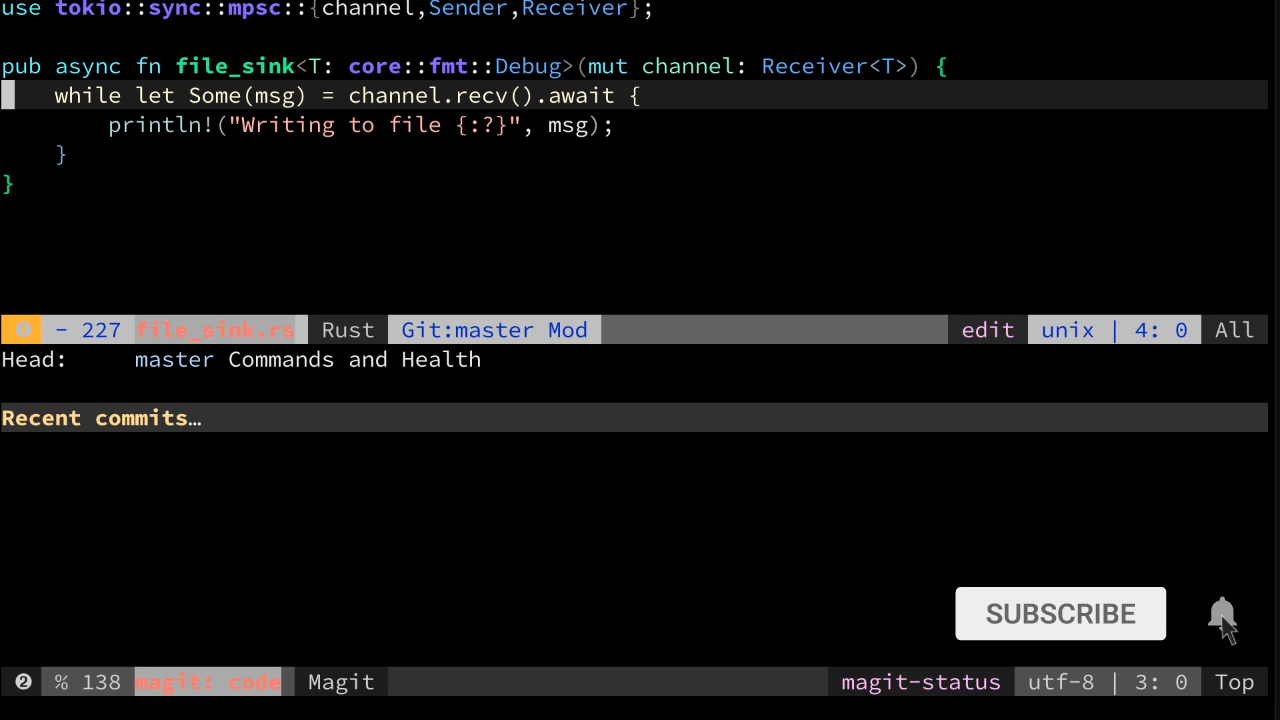 use tokio::sync::mpsc::{channel,Sender,Receiver};
pub async fn file_sink<T: core::fmt::Debug>(mut channel: Receiver<T>) {
    while let Some(msg) = channel.recv().await {
        println!("Writing to file {:?}", msg);
    }
}
❶ - 227 file_sink.rs Rust Git:master Mod edit unix | 4: 0 All
Head: master Commands and Health
Recent commits…
SUBSCRIBE
❷ % 138 magit: code Magit magit-status utf-8 | 3: 0 Top